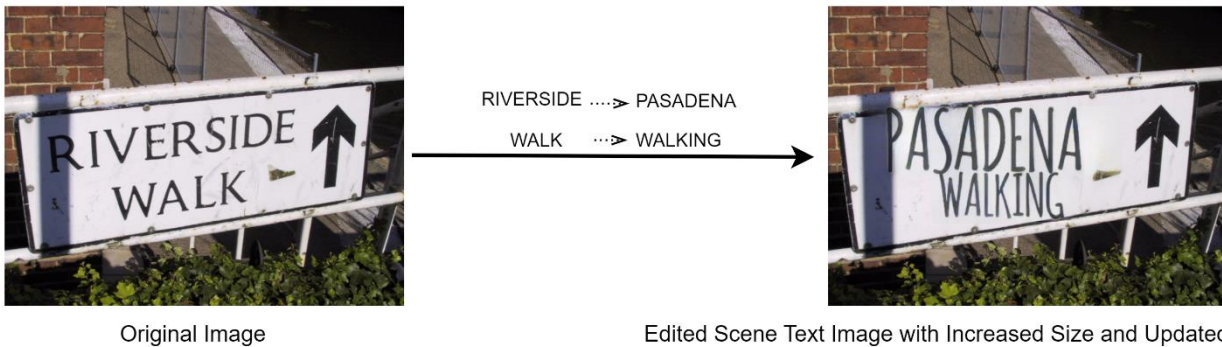 RIVERSIDE
WALK
RIVERSIDE PASADENA
WALK WALKING
PASADENA
WALKING
Original Image
Edited Scene Text Image with Increased Size and Updated